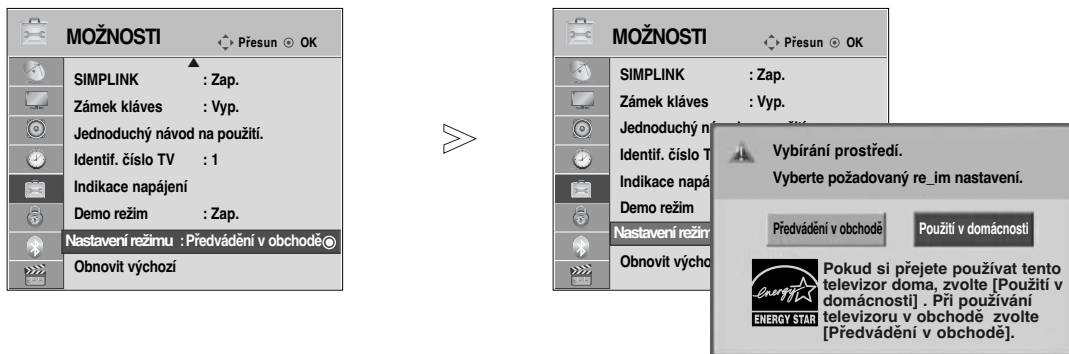 MOŽNOSTI
Přesun OK
SIMPLINK : Zap.
Zámek kláves : Vyp.
Jednoduchý návod na použití.
Identif. číslo TV : 1
Indikace napájení
Demo režim : Zap.
Nastavení režimu : Předvádění v obchodě
Obnovit výchozí
MOŽNOSTI
Přesun OK
SIMPLINK : Zap.
Zámek kláves : Vyp.
Jednoduchý n
Identif. číslo T
Indikace napá
Demo režim
Nastavení režim
Obnovit výcho
Vybírání prostředí.
Vyberte požadovaný re_im nastavení.
Předvádění v obchodě
Použití v domácnosti
energy
ENERGY STAR
Pokud si přejete používat tento
televizor doma, zvolte [Použití v
domácnosti] . Při používání
televizoru v obchodě zvolte
[Předvádění v obchodě].